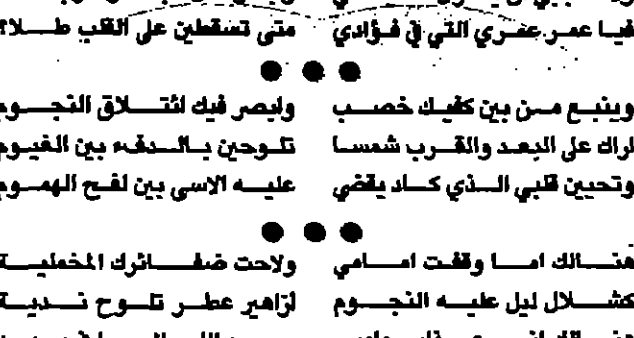 فيا عمر عمري التي في فؤادي متى تسقطين على القلب طلا؟
وينبع من بين كفيك خصب وابصر فيك ائتلاق النجوم
اراك على البعد والقرب شمسا تلوحين بالدفء بين الغيوم
وتحيين قلبي الذي كاد يقضي عليه الاسى بين لفح الهموم
هنالك اما وقفت امامي ولاحت ضفائرك المخملية
كشلال ليل عليه النجوم ازاهير عطر تلوح ندية